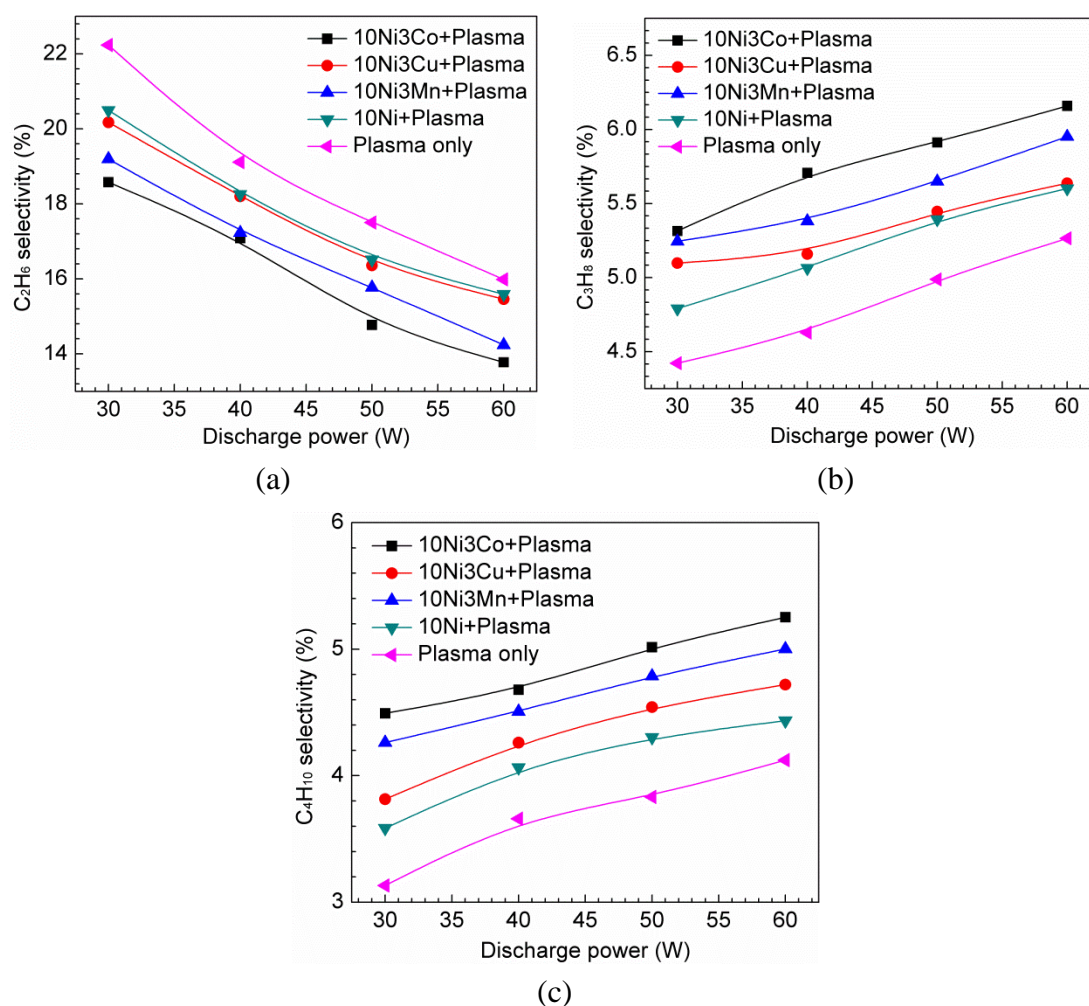 22
20
18
16
14
C₂H₆ selectivity (%)
10Ni3Co+Plasma
10Ni3Cu+Plasma
10Ni3Mn+Plasma
10Ni+Plasma
Plasma only
30 35 40 45 50 55 60
Discharge power (W)
(a)
6.5
6.0
5.5
5.0
4.5
C₃H₈ selectivity (%)
10Ni3Co+Plasma
10Ni3Cu+Plasma
10Ni3Mn+Plasma
10Ni+Plasma
Plasma only
30 35 40 45 50 55 60
Discharge power (W)
(b)
6
5
4
3
C₄H₁₀ selectivity (%)
10Ni3Co+Plasma
10Ni3Cu+Plasma
10Ni3Mn+Plasma
10Ni+Plasma
Plasma only
30 35 40 45 50 55 60
Discharge power (W)
(c)